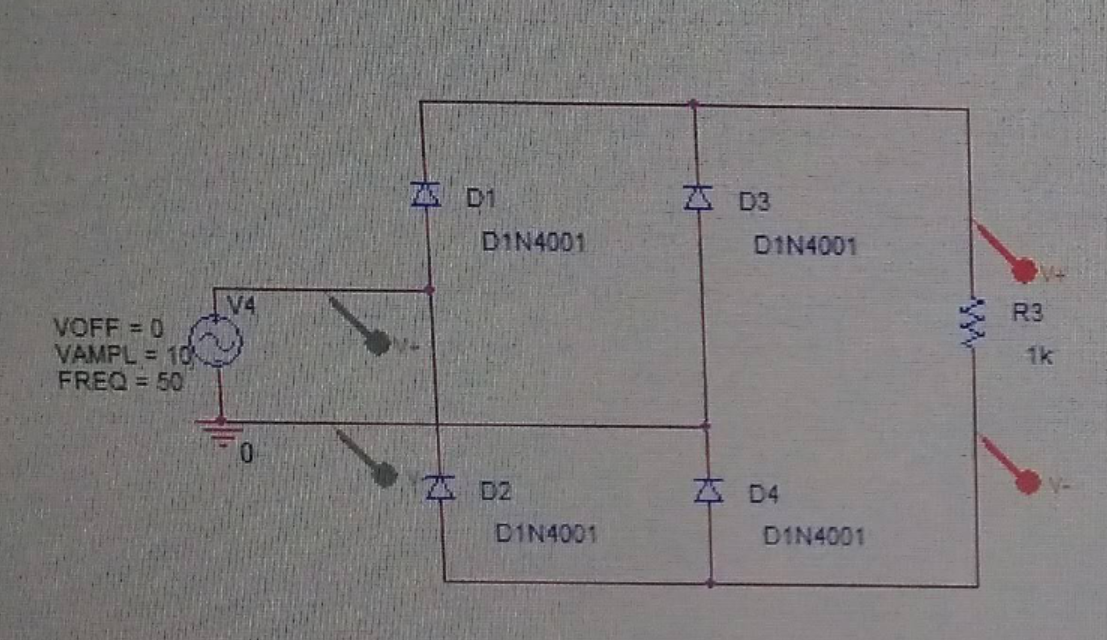 D1
D1N4001
D3
D1N4001
V4
VOFF = 0
VAMPL = 10
FREQ = 50
V+
V+
R3
1k
0
D2
D1N4001
D4
D1N4001
V-